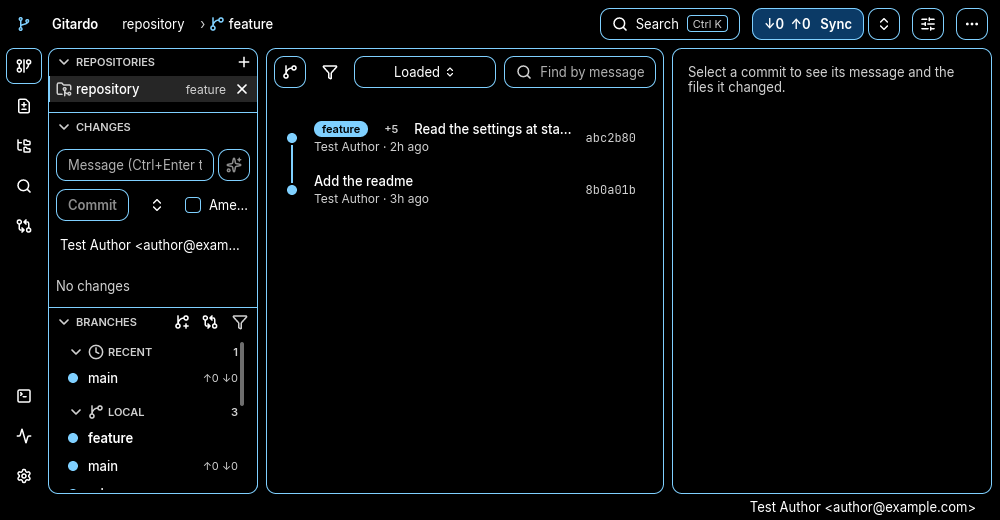 Gitardo repository › feature Search Ctrl K ↓0 ↑0 Sync
REPOSITORIES
repository feature
CHANGES
Message (Ctrl+Enter t
Commit Ame...
Test Author <author@exam...
No changes
BRANCHES
RECENT 1
main ↑0 ↓0
LOCAL 3
feature
main ↑0 ↓0
Loaded Find by message
feature +5 Read the settings at sta... abc2b80
Test Author · 2h ago
Add the readme 8b0a01b
Test Author · 3h ago
Select a commit to see its message and the
files it changed.
Test Author <author@example.com>